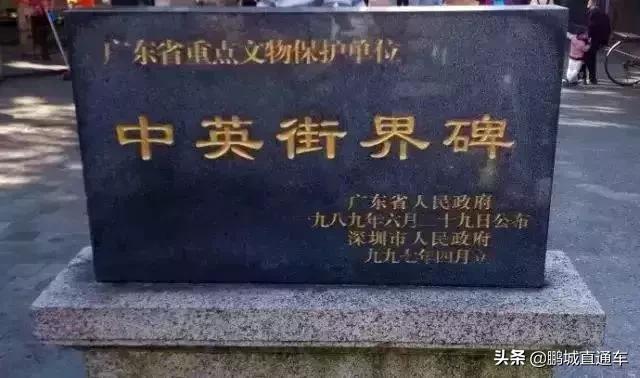 广东省重点文物保护单位
中英街界碑
广东省人民政府
一九八九年六月二十九日公布
深圳市人民政府
一九九七年四月立
头条@鹏城直通车